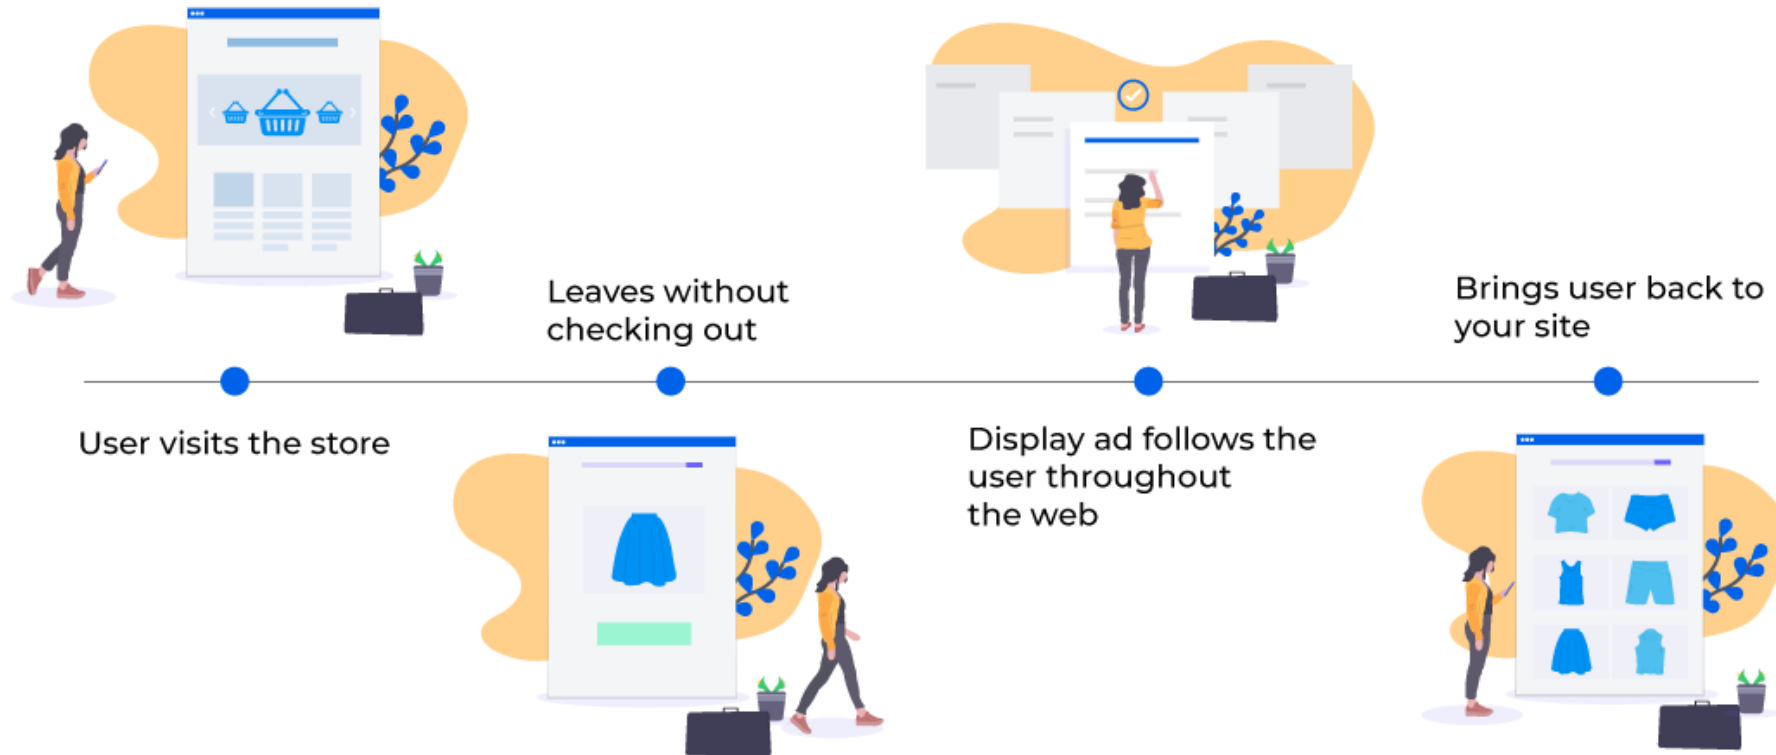 User visits the store
Leaves without
checking out
Display ad follows the
user throughout
the web
Brings user back to
your site